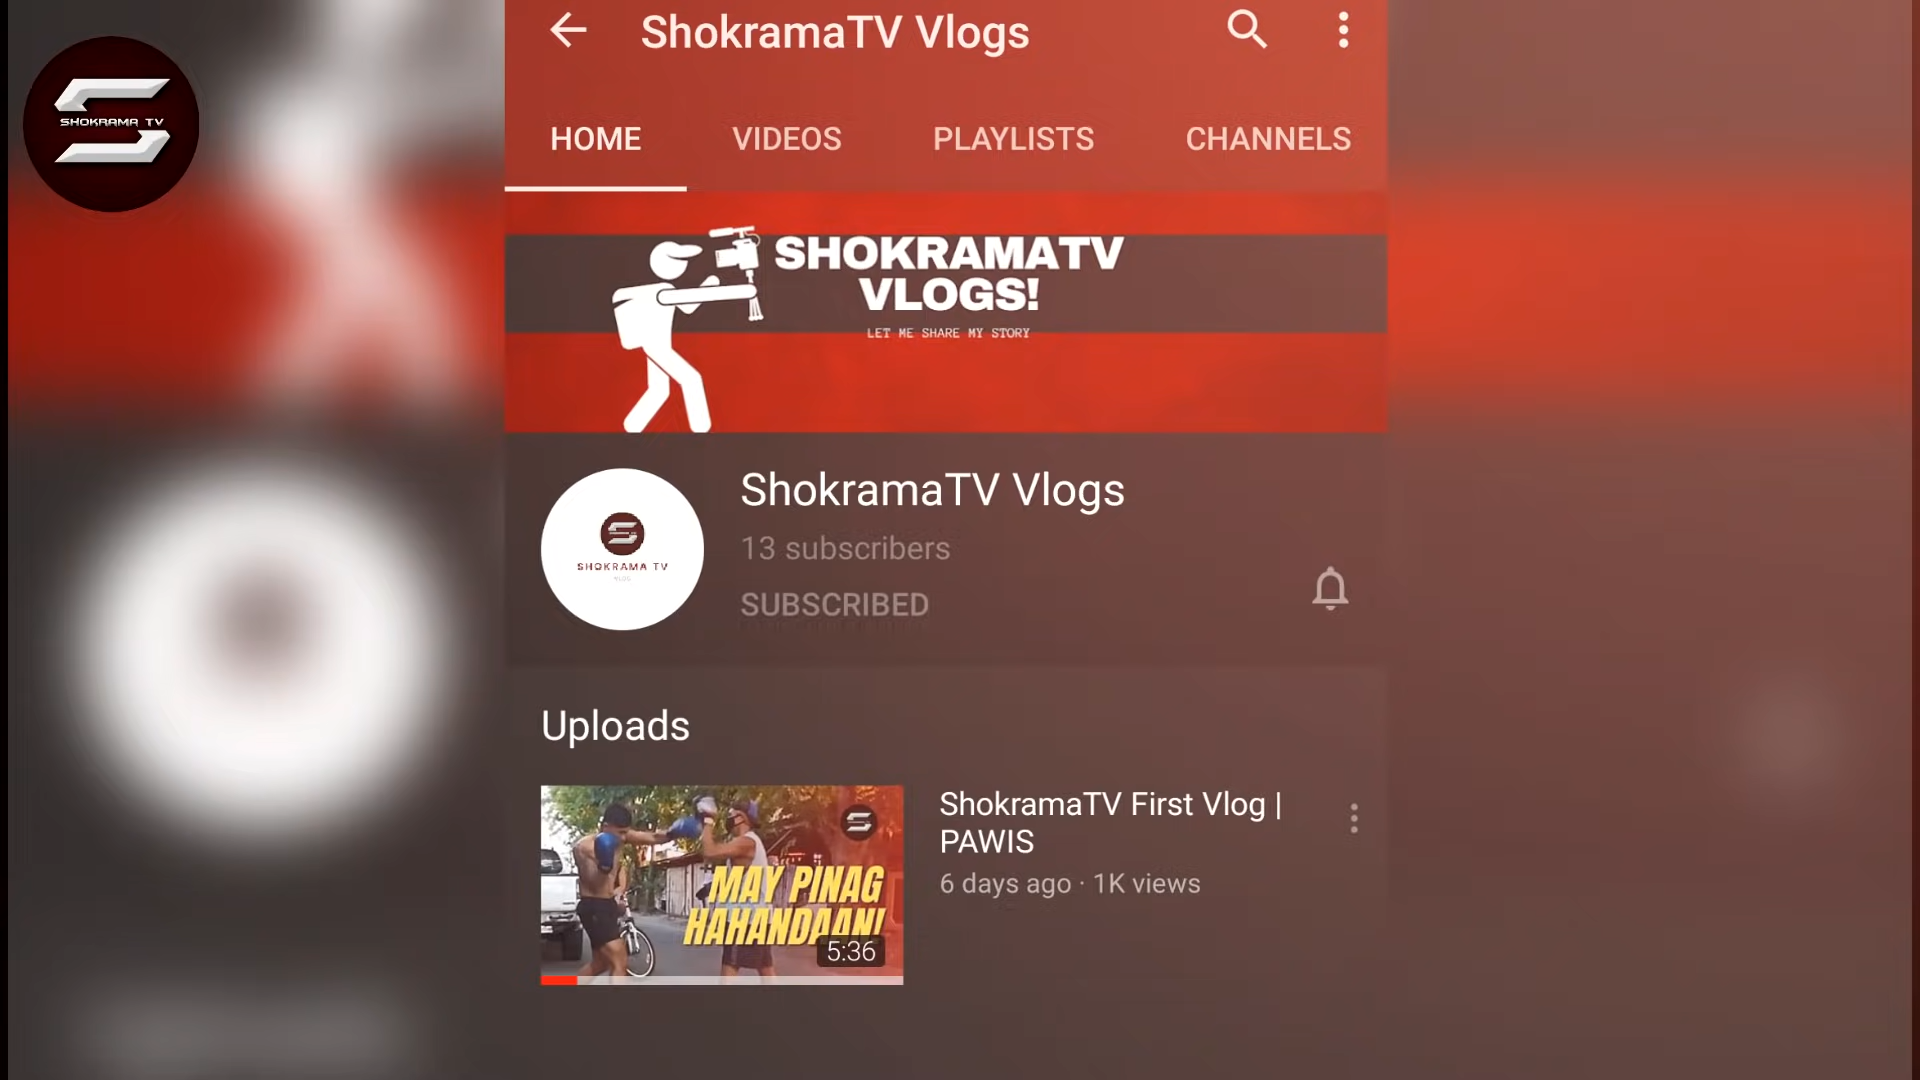 ShokramaTV Vlogs
SHOKRAMA TV
HOME VIDEOS PLAYLISTS CHANNELS
SHOKRAMATV
VLOGS!
LET ME SHARE MY STORY
ShokramaTV Vlogs
13 subscribers
SUBSCRIBED
SHOKRAMA TV
VLOG
Uploads
MAY PINAG
HAHANDAAN!
5:36
ShokramaTV First Vlog |
PAWIS
6 days ago · 1K views